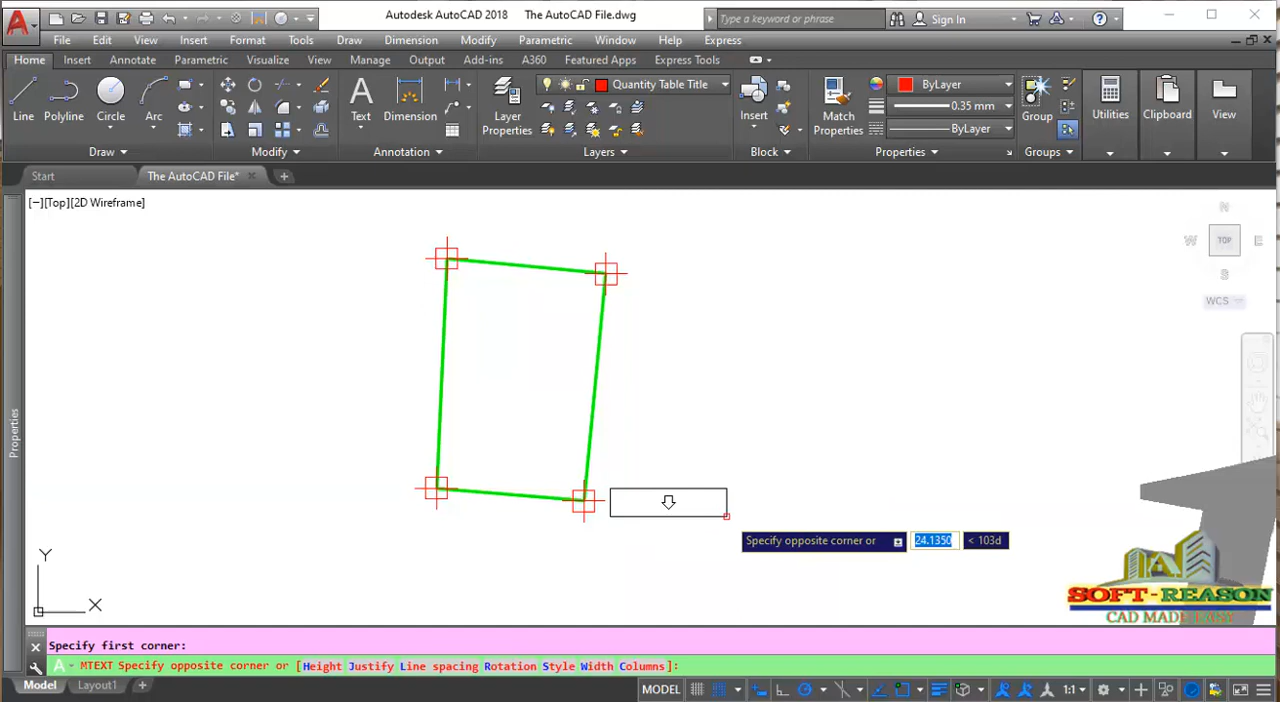 Autodesk AutoCAD 2018 The AutoCAD File.dwg
Type a keyword or phrase
Sign In
File Edit View Insert Format Tools Draw Dimension Modify Parametric Window Help Express
Home Insert Annotate Parametric Visualize View Manage Output Add-ins A360 Featured Apps Express Tools
Quantity Table Title
ByLayer
0.35 mm
ByLayer
Line Polyline Circle Arc
Text Dimension
Layer Properties
Insert
Match Properties
Group
Utilities
Clipboard
View
Draw Modify Annotation Layers Block Properties Groups
Start The AutoCAD File*
[−][Top][2D Wireframe]
N
W TOP E
S
WCS
Properties
Specify opposite corner or 24.1350 < 103d
Y
X
SOFT-REASON
CAD MADE EASY
Specify first corner:
MTEXT Specify opposite corner or [Height Justify Line spacing Rotation Style Width Columns]:
Model Layout1
MODEL 1:1